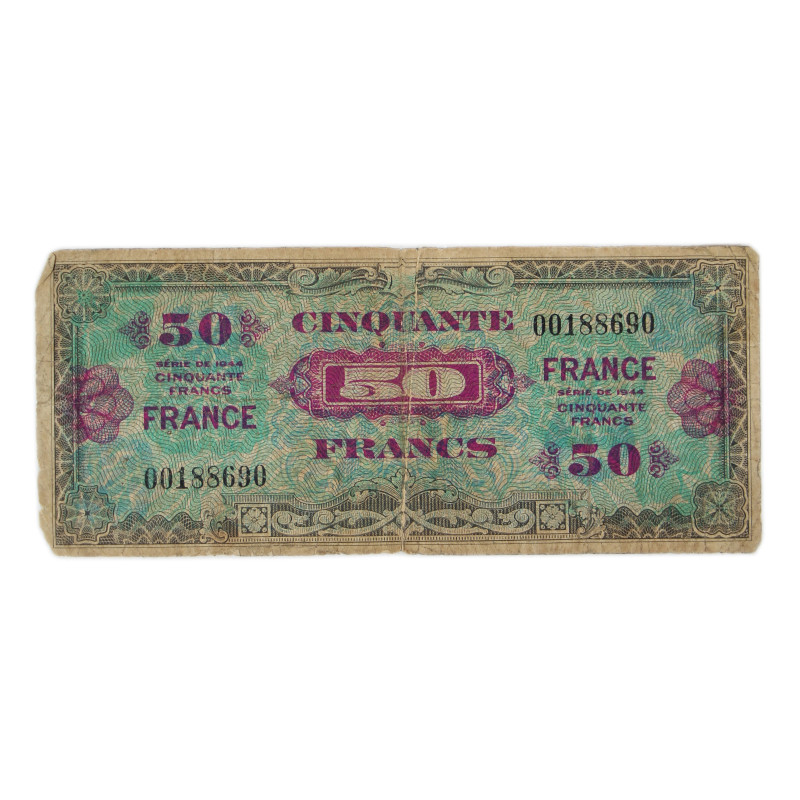 50
SÉRIE DE 1944
CINQUANTE
FRANCS
FRANCE
00188690
CINQUANTE
50
FRANCS
00188690
FRANCE
SÉRIE DE 1944
CINQUANTE
FRANCS
50